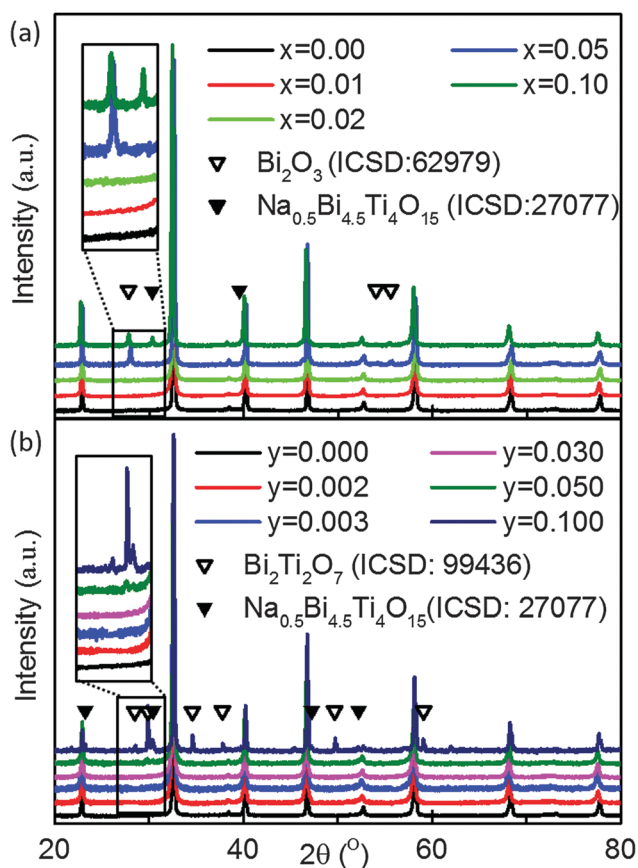 (a)
x=0.00 x=0.05
x=0.01 x=0.10
x=0.02
Bi₂O₃ (ICSD:62979)
Na₀.₅Bi₄.₅Ti₄O₁₅ (ICSD:27077)
Intensity (a.u.)
(b)
y=0.000 y=0.030
y=0.002 y=0.050
y=0.003 y=0.100
Bi₂Ti₂O₇ (ICSD: 99436)
Na₀.₅Bi₄.₅Ti₄O₁₅(ICSD: 27077)
Intensity (a.u.)
20 40 60 80
2θ (°)